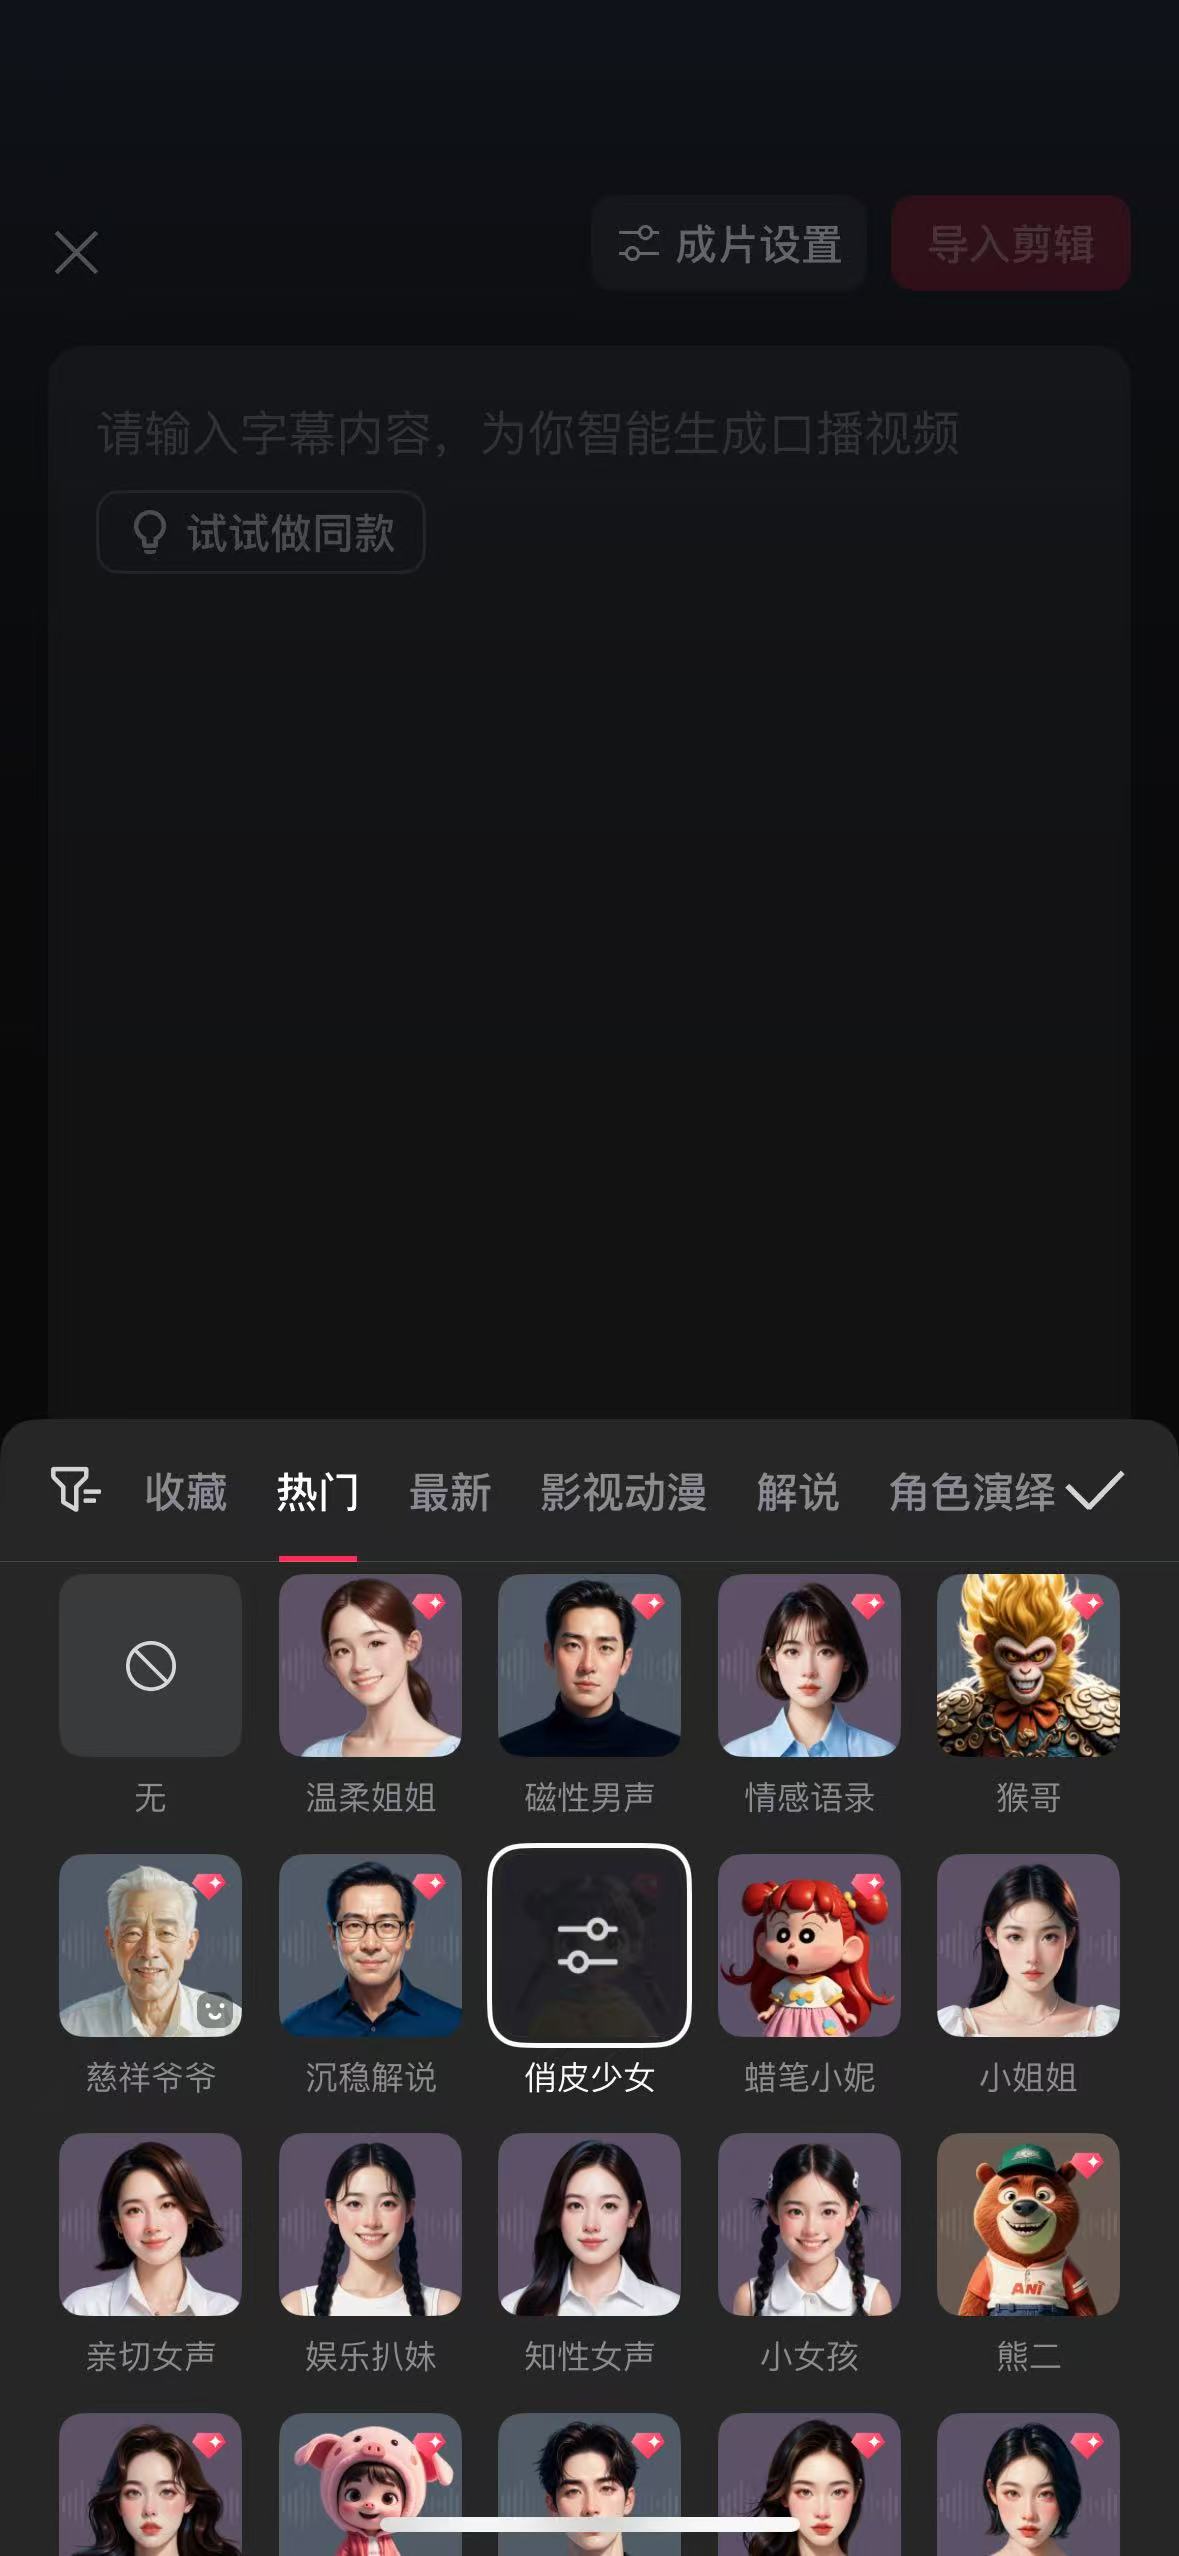 成片设置 导入剪辑
请输入字幕内容，为你智能生成口播视频
试试做同款
收藏 热门 最新 影视动漫 解说 角色演绎
无 温柔姐姐 磁性男声 情感语录 猴哥
慈祥爷爷 沉稳解说 俏皮少女 蜡笔小妮 小姐姐
ANI
亲切女声 娱乐扒妹 知性女声 小女孩 熊二